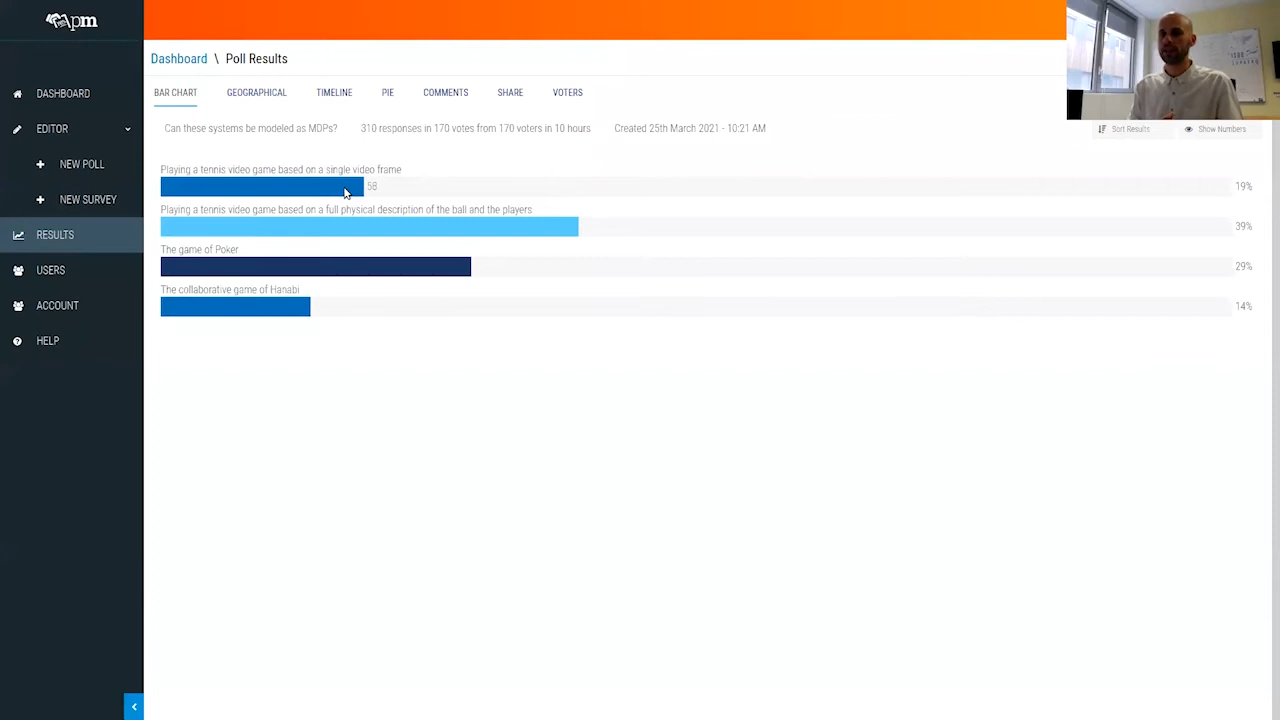 pm
Dashboard \ Poll Results
DASHBOARD
EDITOR
NEW POLL
NEW SURVEY
RESULTS
USERS
ACCOUNT
HELP
BAR CHART GEOGRAPHICAL TIMELINE PIE COMMENTS SHARE VOTERS
Can these systems be modeled as MDPs? 310 responses in 170 votes from 170 voters in 10 hours Created 25th March 2021 - 10:21 AM
Sort Results Show Numbers
Playing a tennis video game based on a single video frame
58 19%
Playing a tennis video game based on a full physical description of the ball and the players
39%
The game of Poker
29%
The collaborative game of Hanabi
14%